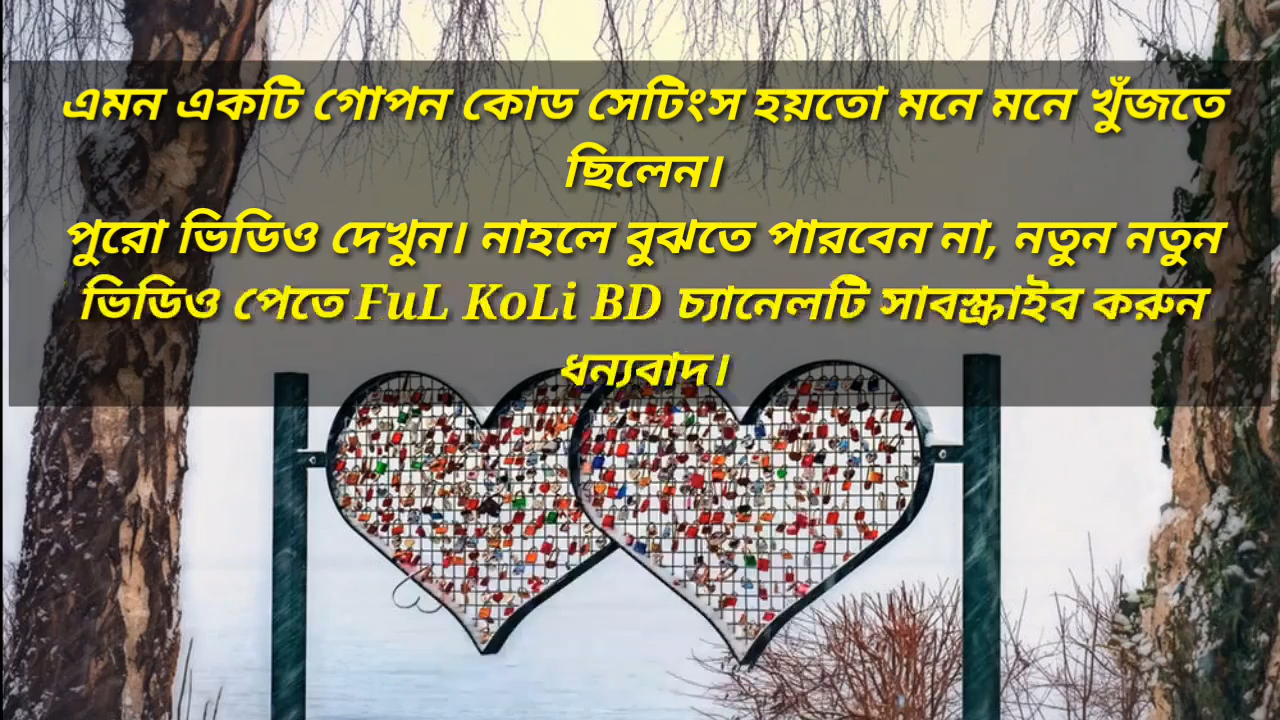 এমন একটি গোপন কোড সেটিংস হয়তো মনে মনে খুঁজতে
ছিলেন।
পুরো ভিডিও দেখুন। নাহলে বুঝতে পারবেন না, নতুন নতুন
ভিডিও পেতে FuL KoLi BD চ্যানেলটি সাবস্ক্রাইব করুন
ধন্যবাদ।